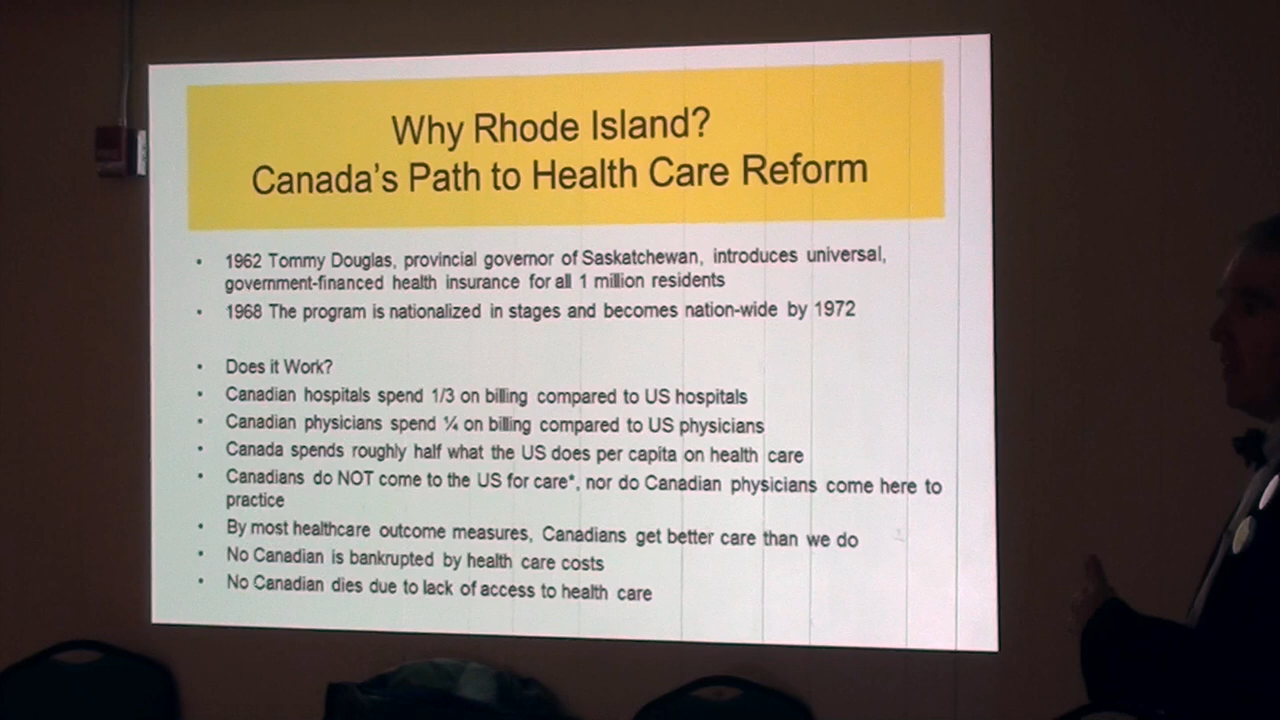 Why Rhode Island?
Canada's Path to Health Care Reform
• 1962 Tommy Douglas, provincial governor of Saskatchewan, introduces universal,
government-financed health insurance for all 1 million residents
• 1968 The program is nationalized in stages and becomes nation-wide by 1972
• Does it Work?
• Canadian hospitals spend 1/3 on billing compared to US hospitals
• Canadian physicians spend ¼ on billing compared to US physicians
• Canada spends roughly half what the US does per capita on health care
• Canadians do NOT come to the US for care*, nor do Canadian physicians come here to
practice
• By most healthcare outcome measures, Canadians get better care than we do
• No Canadian is bankrupted by health care costs
• No Canadian dies due to lack of access to health care